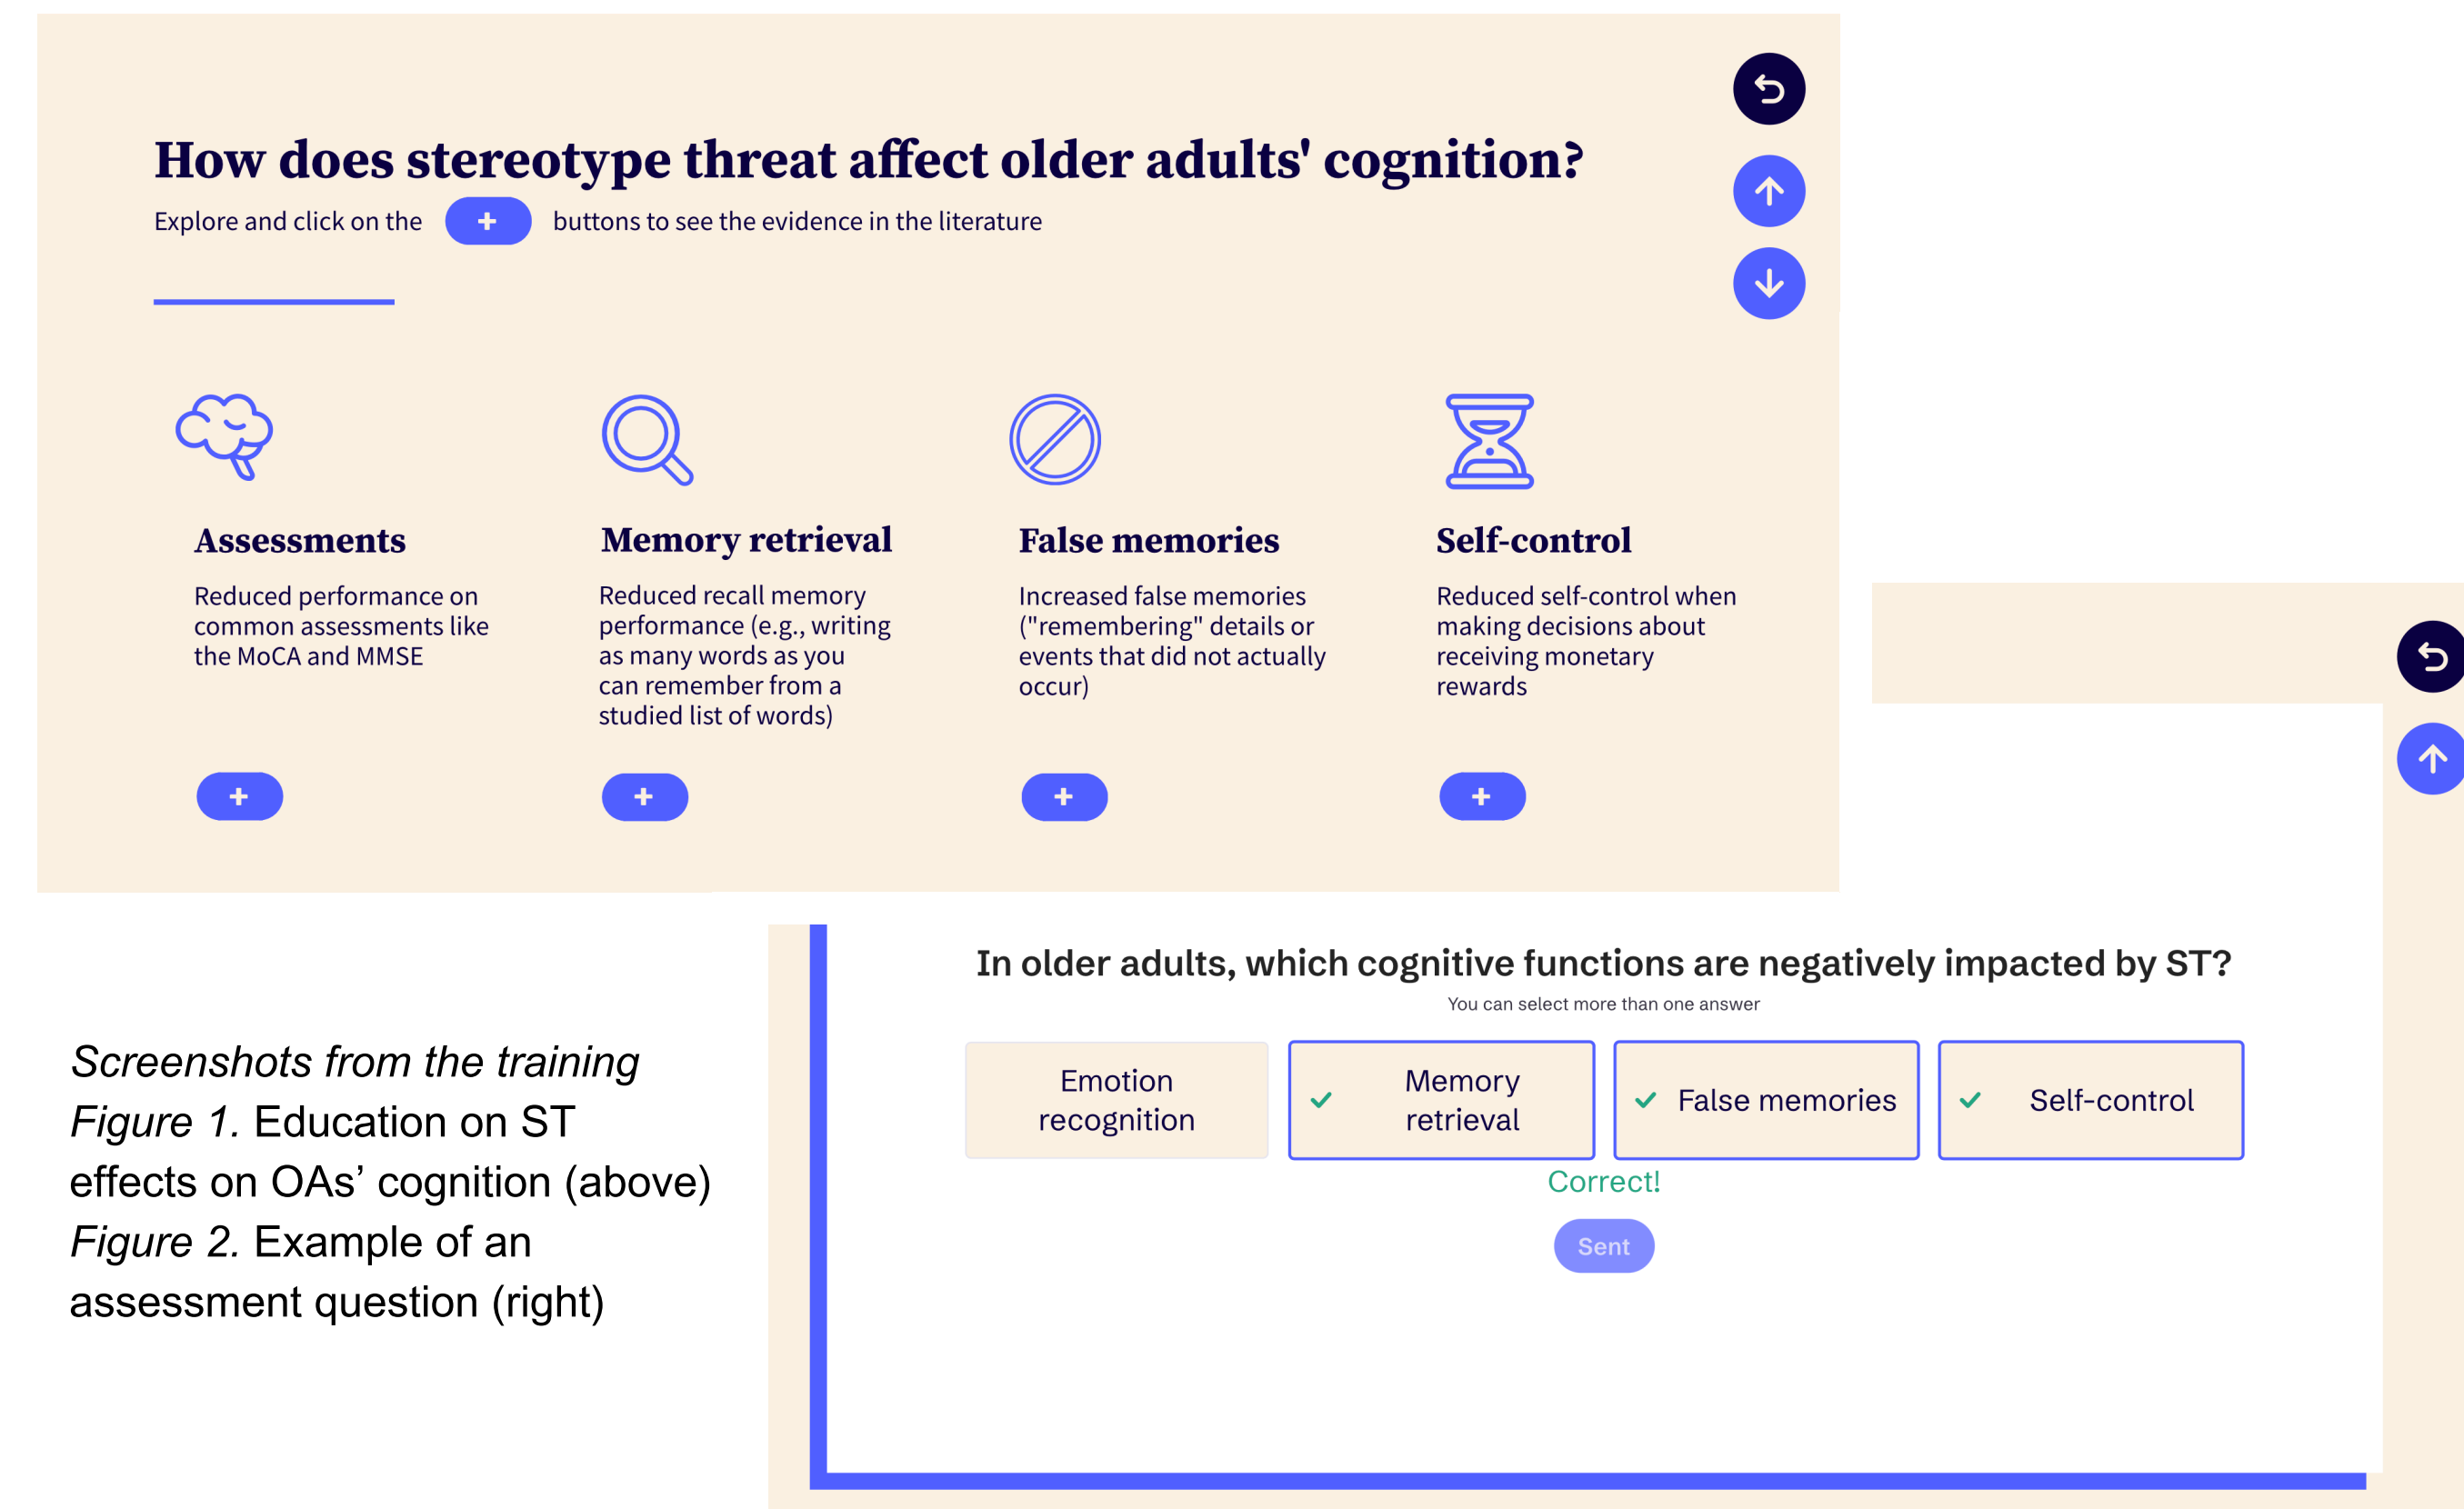 How does stereotype threat affect older adults' cognition?
Explore and click on the + buttons to see the evidence in the literature
Assessments
Reduced performance on
common assessments like
the MoCA and MMSE
+
Memory retrieval
Reduced recall memory
performance (e.g., writing
as many words as you
can remember from a
studied list of words)
+
False memories
Increased false memories
("remembering" details or
events that did not actually
occur)
+
Self-control
Reduced self-control when
making decisions about
receiving monetary
rewards
+
Screenshots from the training
Figure 1. Education on ST
effects on OAs’ cognition (above)
Figure 2. Example of an
assessment question (right)
In older adults, which cognitive functions are negatively impacted by ST?
You can select more than one answer
Emotion
recognition
Memory
retrieval
False memories
Self-control
Correct!
Sent